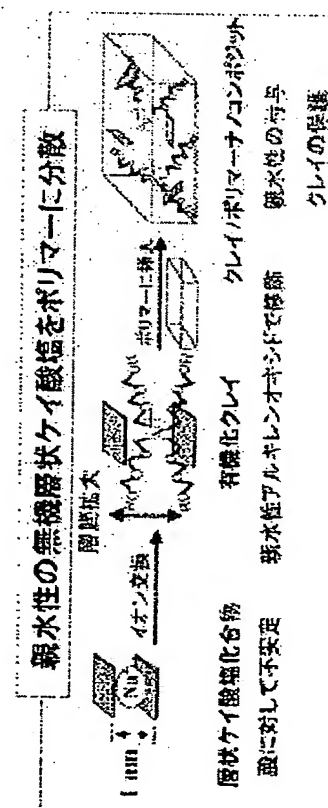 親水性の無機層状ケイ酸塩をポリマーに分散
層間拡大
1 nm
Na
イオン交換
ポリマーに挿入
層状ケイ酸塩化合物
有機化クレイ
クレイ/ポリマーナノコンポジット
酸に対して不安定
親水性アルキレンオキシドで修飾
親水性の付与
クレイの保護